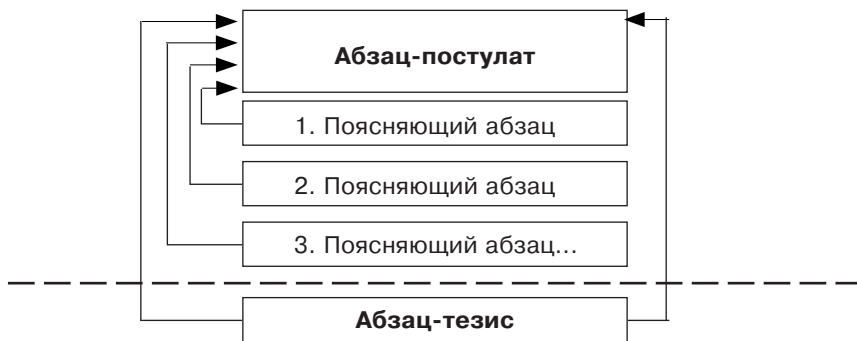 Абзац-постулат
1. Поясняющий абзац
2. Поясняющий абзац
3. Поясняющий абзац...
Абзац-тезис